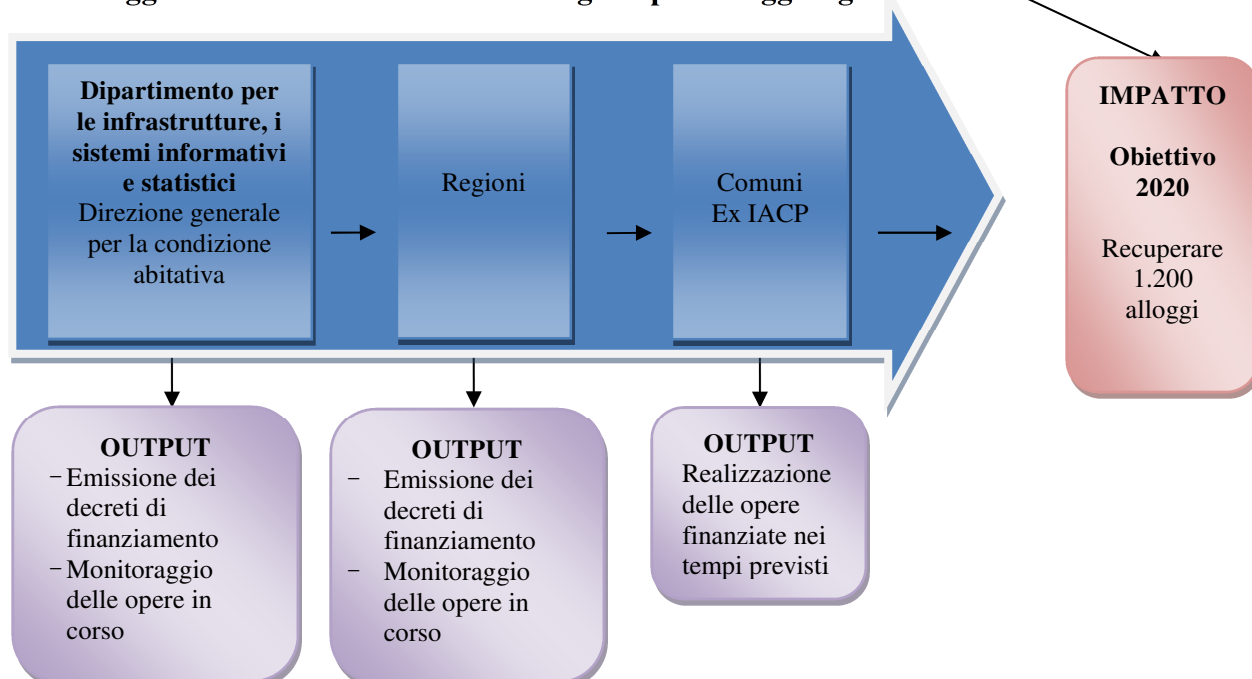 Dipartimento per
le infrastrutture, i
sistemi informativi
e statistici
Direzione generale
per la condizione
abitativa
Regioni
Comuni
Ex IACP
IMPATTO
Obiettivo
2020
Recuperare
1.200
alloggi
OUTPUT
– Emissione dei
decreti di
finanziamento
– Monitoraggio
delle opere in
corso
OUTPUT
– Emissione dei
decreti di
finanziamento
– Monitoraggio
delle opere in
corso
OUTPUT
Realizzazione
delle opere
finanziate nei
tempi previsti